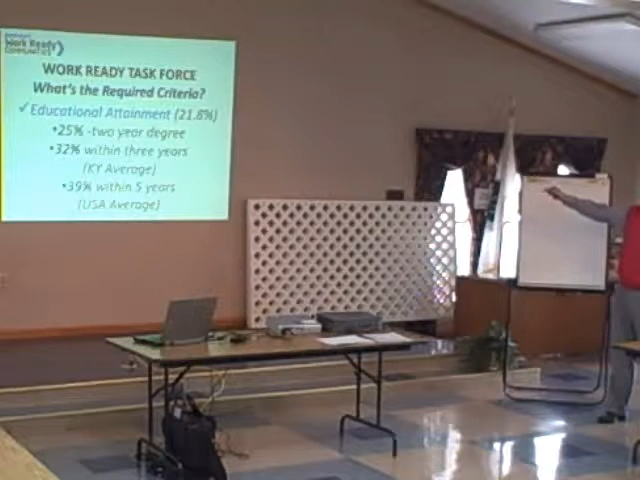 Work Ready
COMMUNITIES
WORK READY TASK FORCE
What's the Required Criteria?
✓Educational Attainment (21.8%)
•25% -two year degree
•32% within three years
(KY Average)
•39% within 5 years
(USA Average)